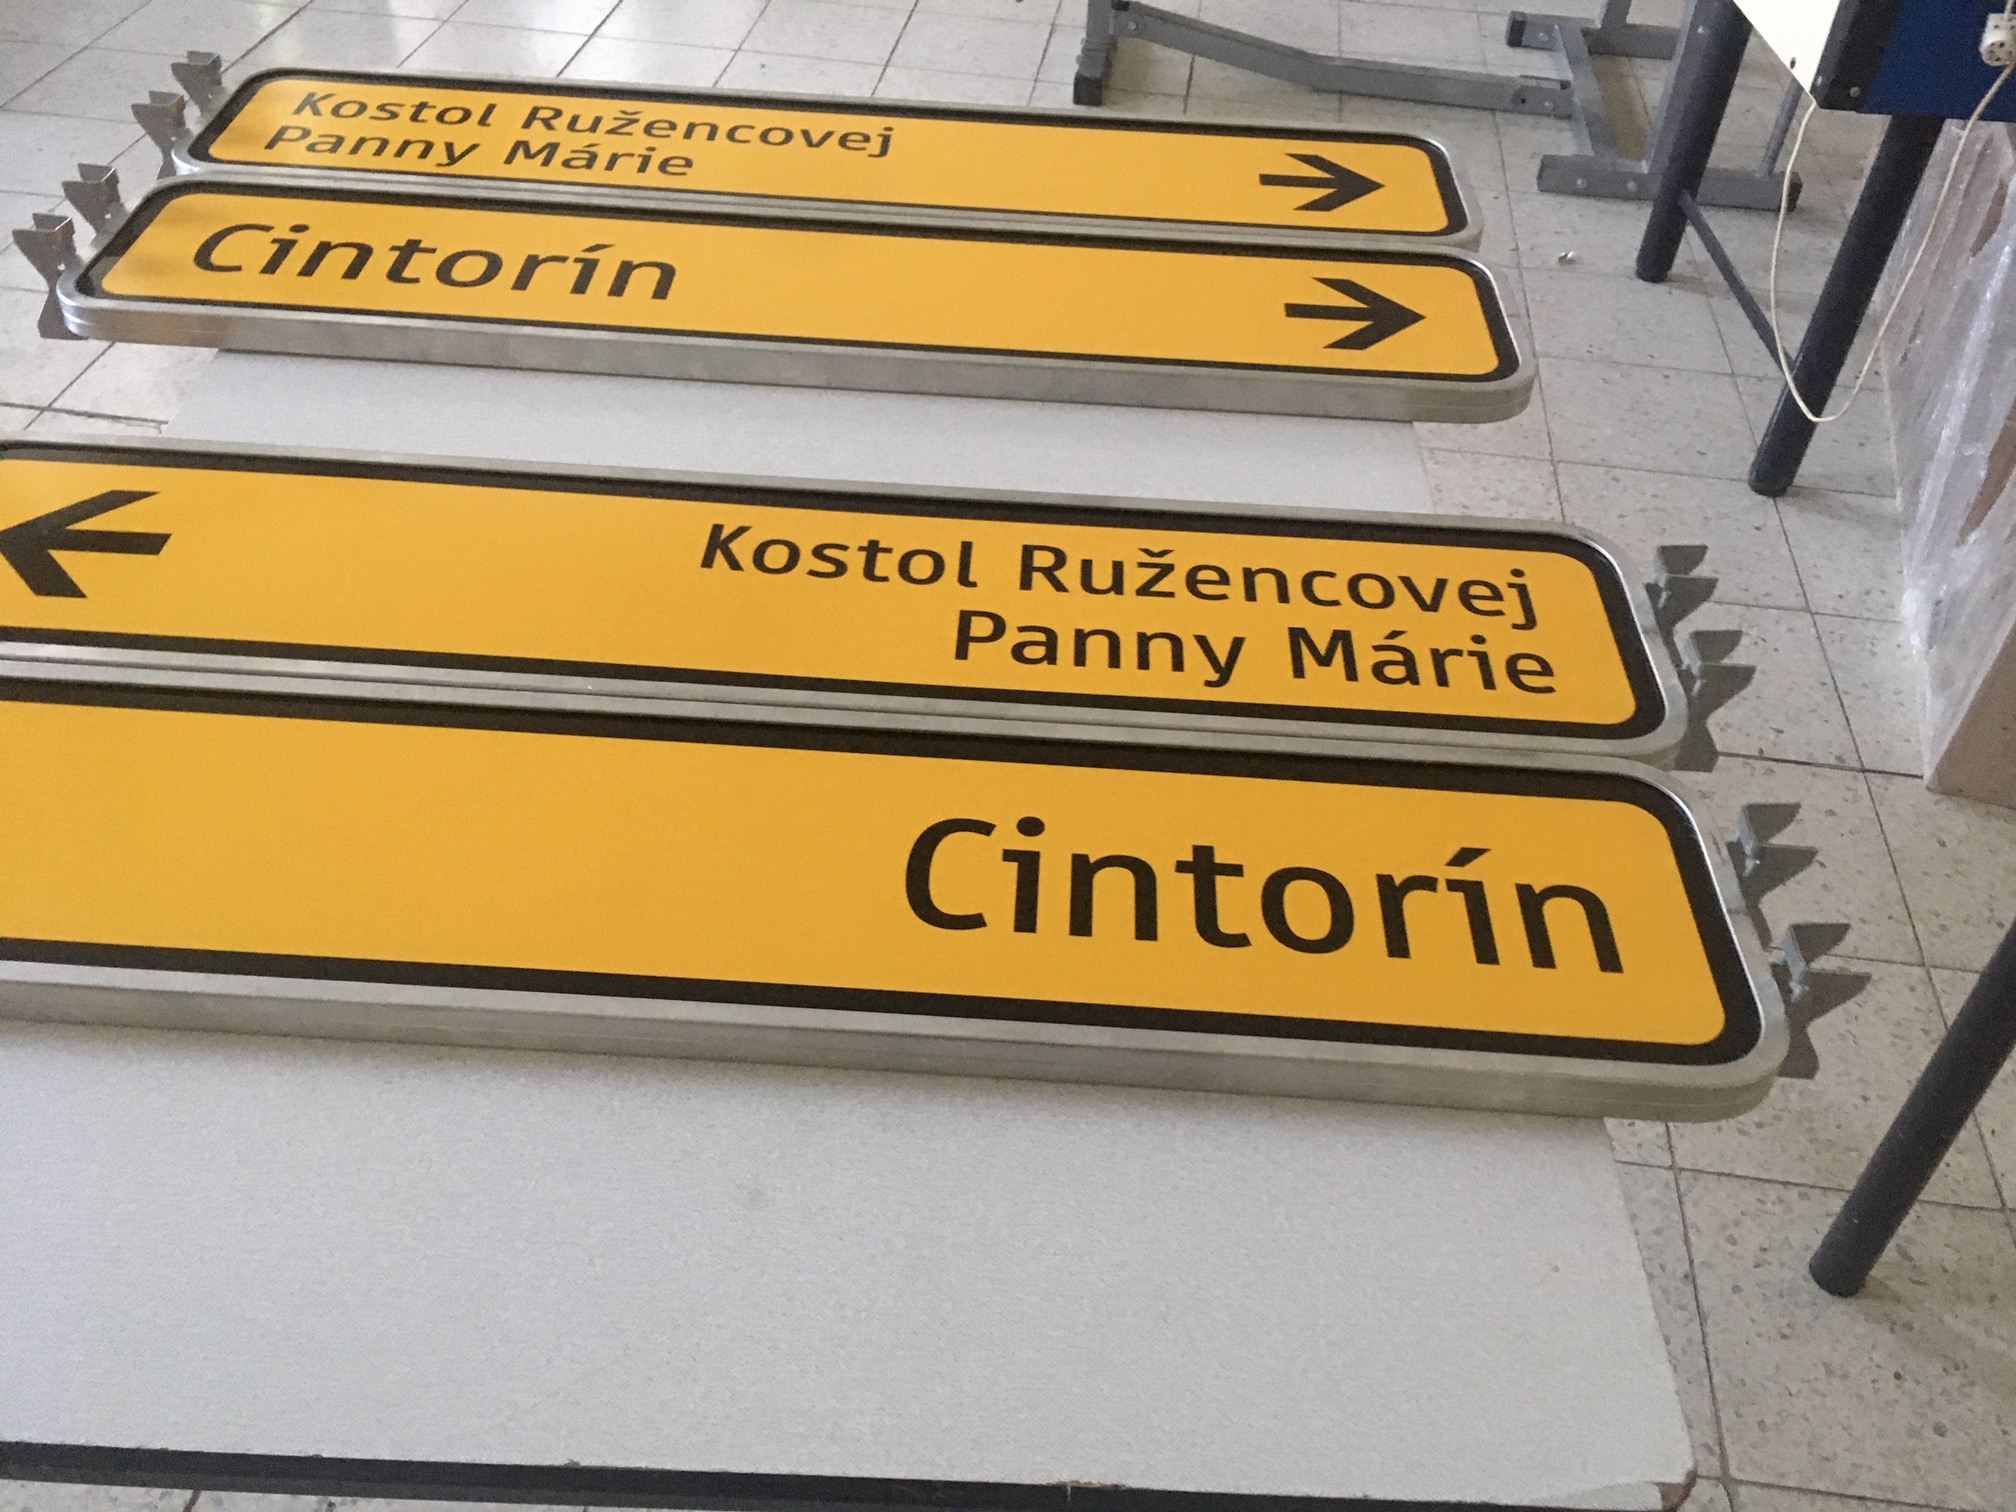 Kostol Ružencovej
Panny Márie
Cintorín
Kostol Ružencovej
Panny Márie
Cintorín